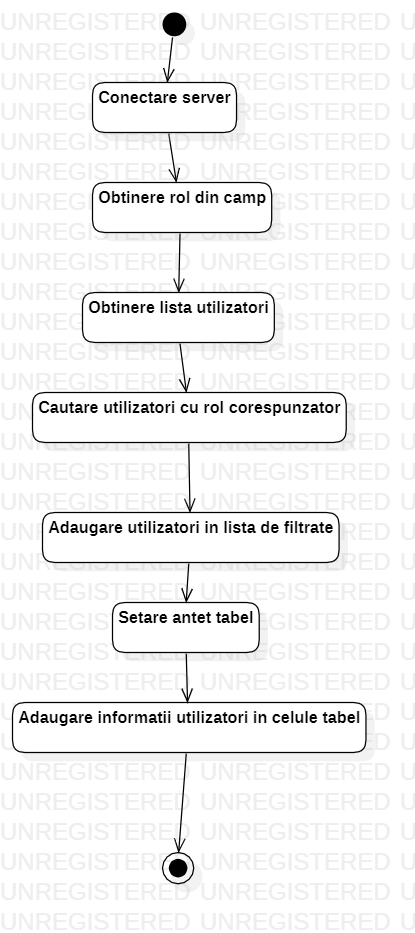 Conectare server
Obtinere rol din camp
Obtinere lista utilizatori
Cautare utilizatori cu rol corespunzator
Adaugare utilizatori in lista de filtrate
Setare antet tabel
Adaugare informatii utilizatori in celule tabel
UNREGISTERED